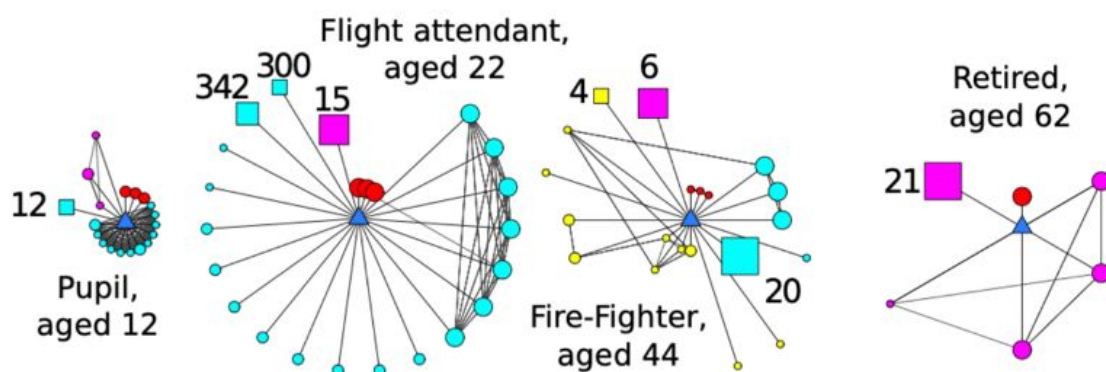 Flight attendant,
aged 22
300
342
15
6
4
Retired,
aged 62
21
12
20
Pupil,
aged 12
Fire-Fighter,
aged 44